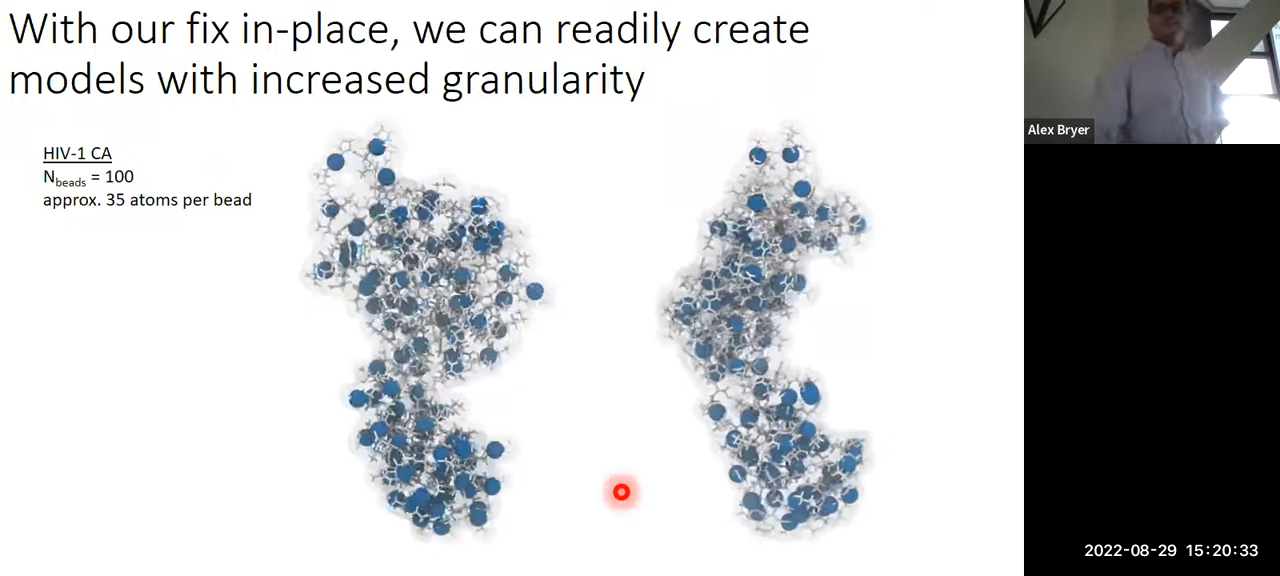 With our fix in-place, we can readily create
models with increased granularity
HIV-1 CA
Nbeads = 100
approx. 35 atoms per bead
Alex Bryer
2022-08-29 15:20:33